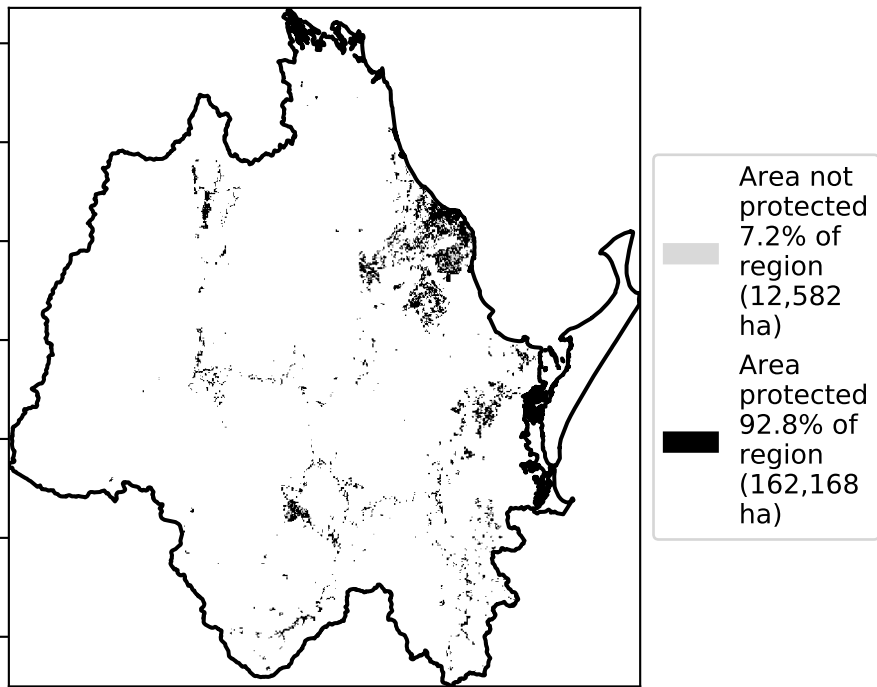 Area not
protected
7.2% of
region
(12,582
ha)
Area
protected
92.8% of
region
(162,168
ha)